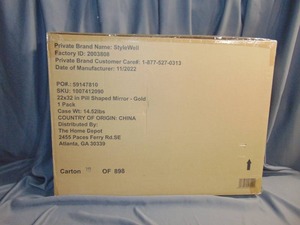 Private Brand Name: StyleWell
Factory ID: 2003808
Private Brand Customer Care#: 1-877-527-0313
Date of Manufacturer: 11/2022
PO#: 59147810
SKU: 1007412090
22x32 in Pill Shaped Mirror - Gold
1 Pack
Case Wt: 14.52lbs
COUNTRY OF ORIGIN: CHINA
Distributed By:
The Home Depot
2455 Paces Ferry Rd.SE
Atlanta, GA 30339
Carton OF 898